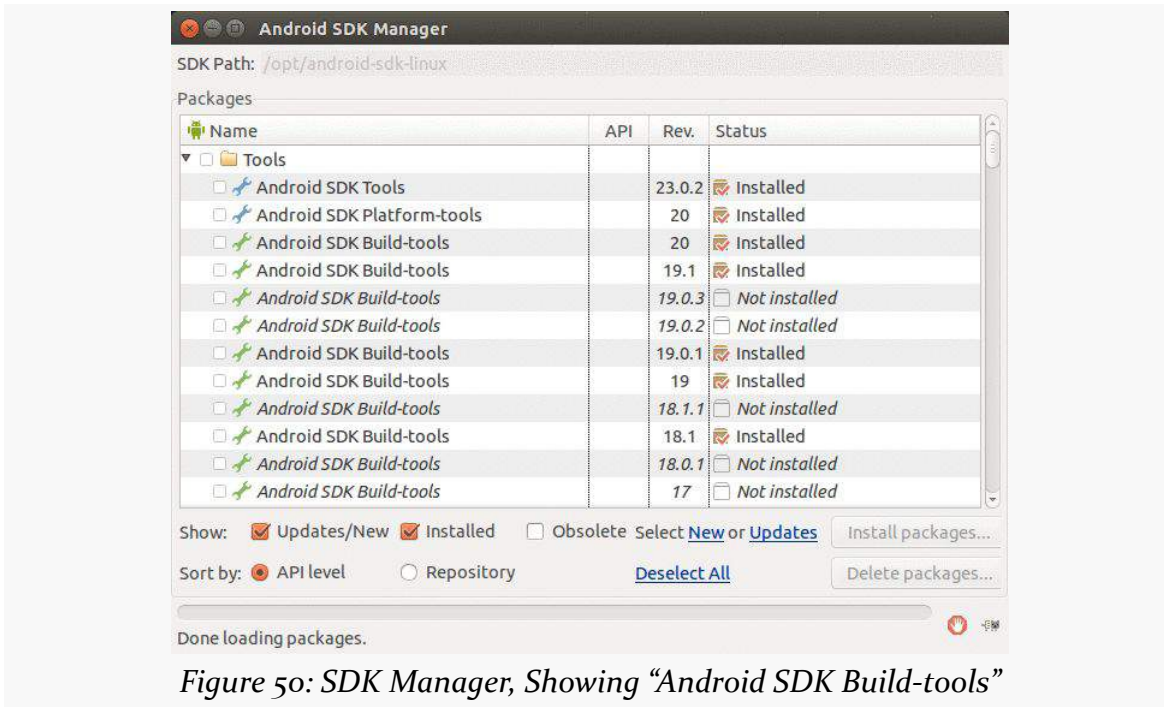 Android SDK Manager
SDK Path: /opt/android-sdk-linux
Packages
Name API Rev. Status
Tools
Android SDK Tools 23.0.2 Installed
Android SDK Platform-tools 20 Installed
Android SDK Build-tools 20 Installed
Android SDK Build-tools 19.1 Installed
Android SDK Build-tools 19.0.3 Not installed
Android SDK Build-tools 19.0.2 Not installed
Android SDK Build-tools 19.0.1 Installed
Android SDK Build-tools 19 Installed
Android SDK Build-tools 18.1.1 Not installed
Android SDK Build-tools 18.1 Installed
Android SDK Build-tools 18.0.1 Not installed
Android SDK Build-tools 17 Not installed
Show: Updates/New Installed Obsolete Select New or Updates Install packages...
Sort by: API level Repository Deselect All Delete packages...
Done loading packages.
Figure 50: SDK Manager, Showing “Android SDK Build-tools”